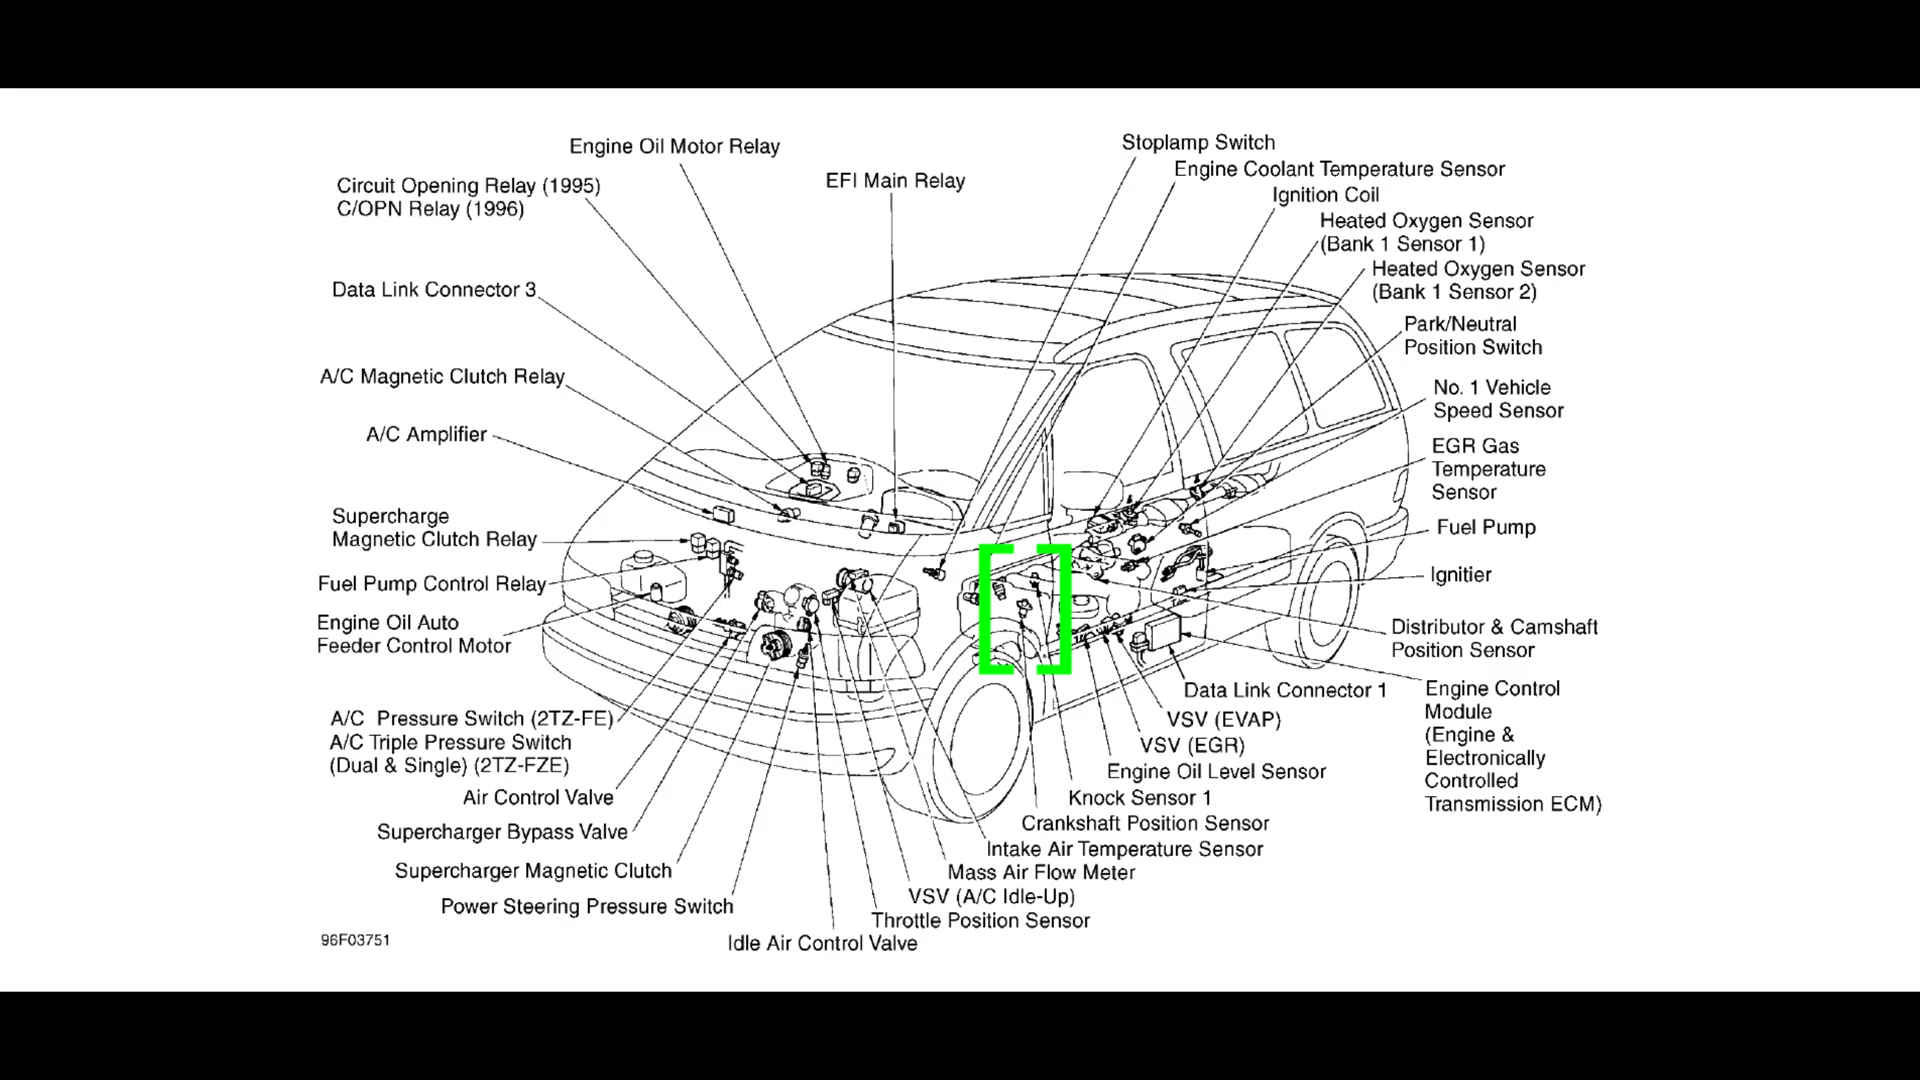 Engine Oil Motor Relay
Circuit Opening Relay (1995)
C/OPN Relay (1996)
EFI Main Relay
Data Link Connector 3
A/C Magnetic Clutch Relay
A/C Amplifier
Supercharge
Magnetic Clutch Relay
Fuel Pump Control Relay
Engine Oil Auto
Feeder Control Motor
A/C Pressure Switch (2TZ-FE)
A/C Triple Pressure Switch
(Dual & Single) (2TZ-FZE)
Air Control Valve
Supercharger Bypass Valve
Supercharger Magnetic Clutch
Power Steering Pressure Switch
96F03751
Idle Air Control Valve
Throttle Position Sensor
VSV (A/C Idle-Up)
Mass Air Flow Meter
Intake Air Temperature Sensor
Crankshaft Position Sensor
Knock Sensor 1
Engine Oil Level Sensor
VSV (EGR)
VSV (EVAP)
Data Link Connector 1
Stoplamp Switch
Engine Coolant Temperature Sensor
Ignition Coil
Heated Oxygen Sensor
(Bank 1 Sensor 1)
Heated Oxygen Sensor
(Bank 1 Sensor 2)
Park/Neutral
Position Switch
No. 1 Vehicle
Speed Sensor
EGR Gas
Temperature
Sensor
Fuel Pump
Ignitier
Distributor & Camshaft
Position Sensor
Engine Control
Module
(Engine &
Electronically
Controlled
Transmission ECM)